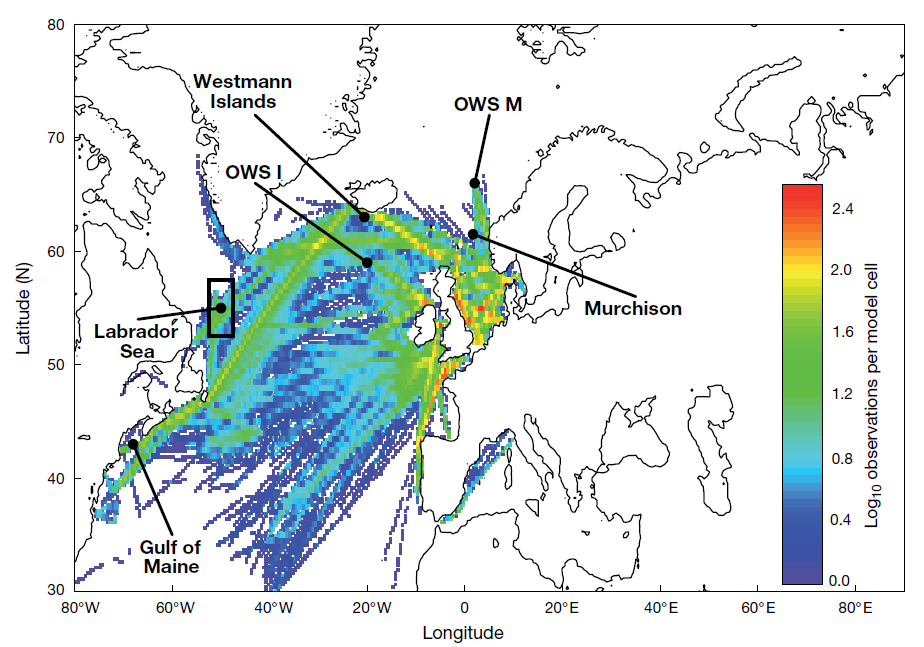 80
70
60
50
40
30
Latitude (N)
80°W
60°W
40°W
20°W
0
20°E
40°E
60°E
80°E
Longitude
Westmann
Islands
OWS I
OWS M
Murchison
Labrador
Sea
Gulf of
Maine
2.4
2.0
1.6
1.2
0.8
0.4
0.0
Log10 observations per model cell